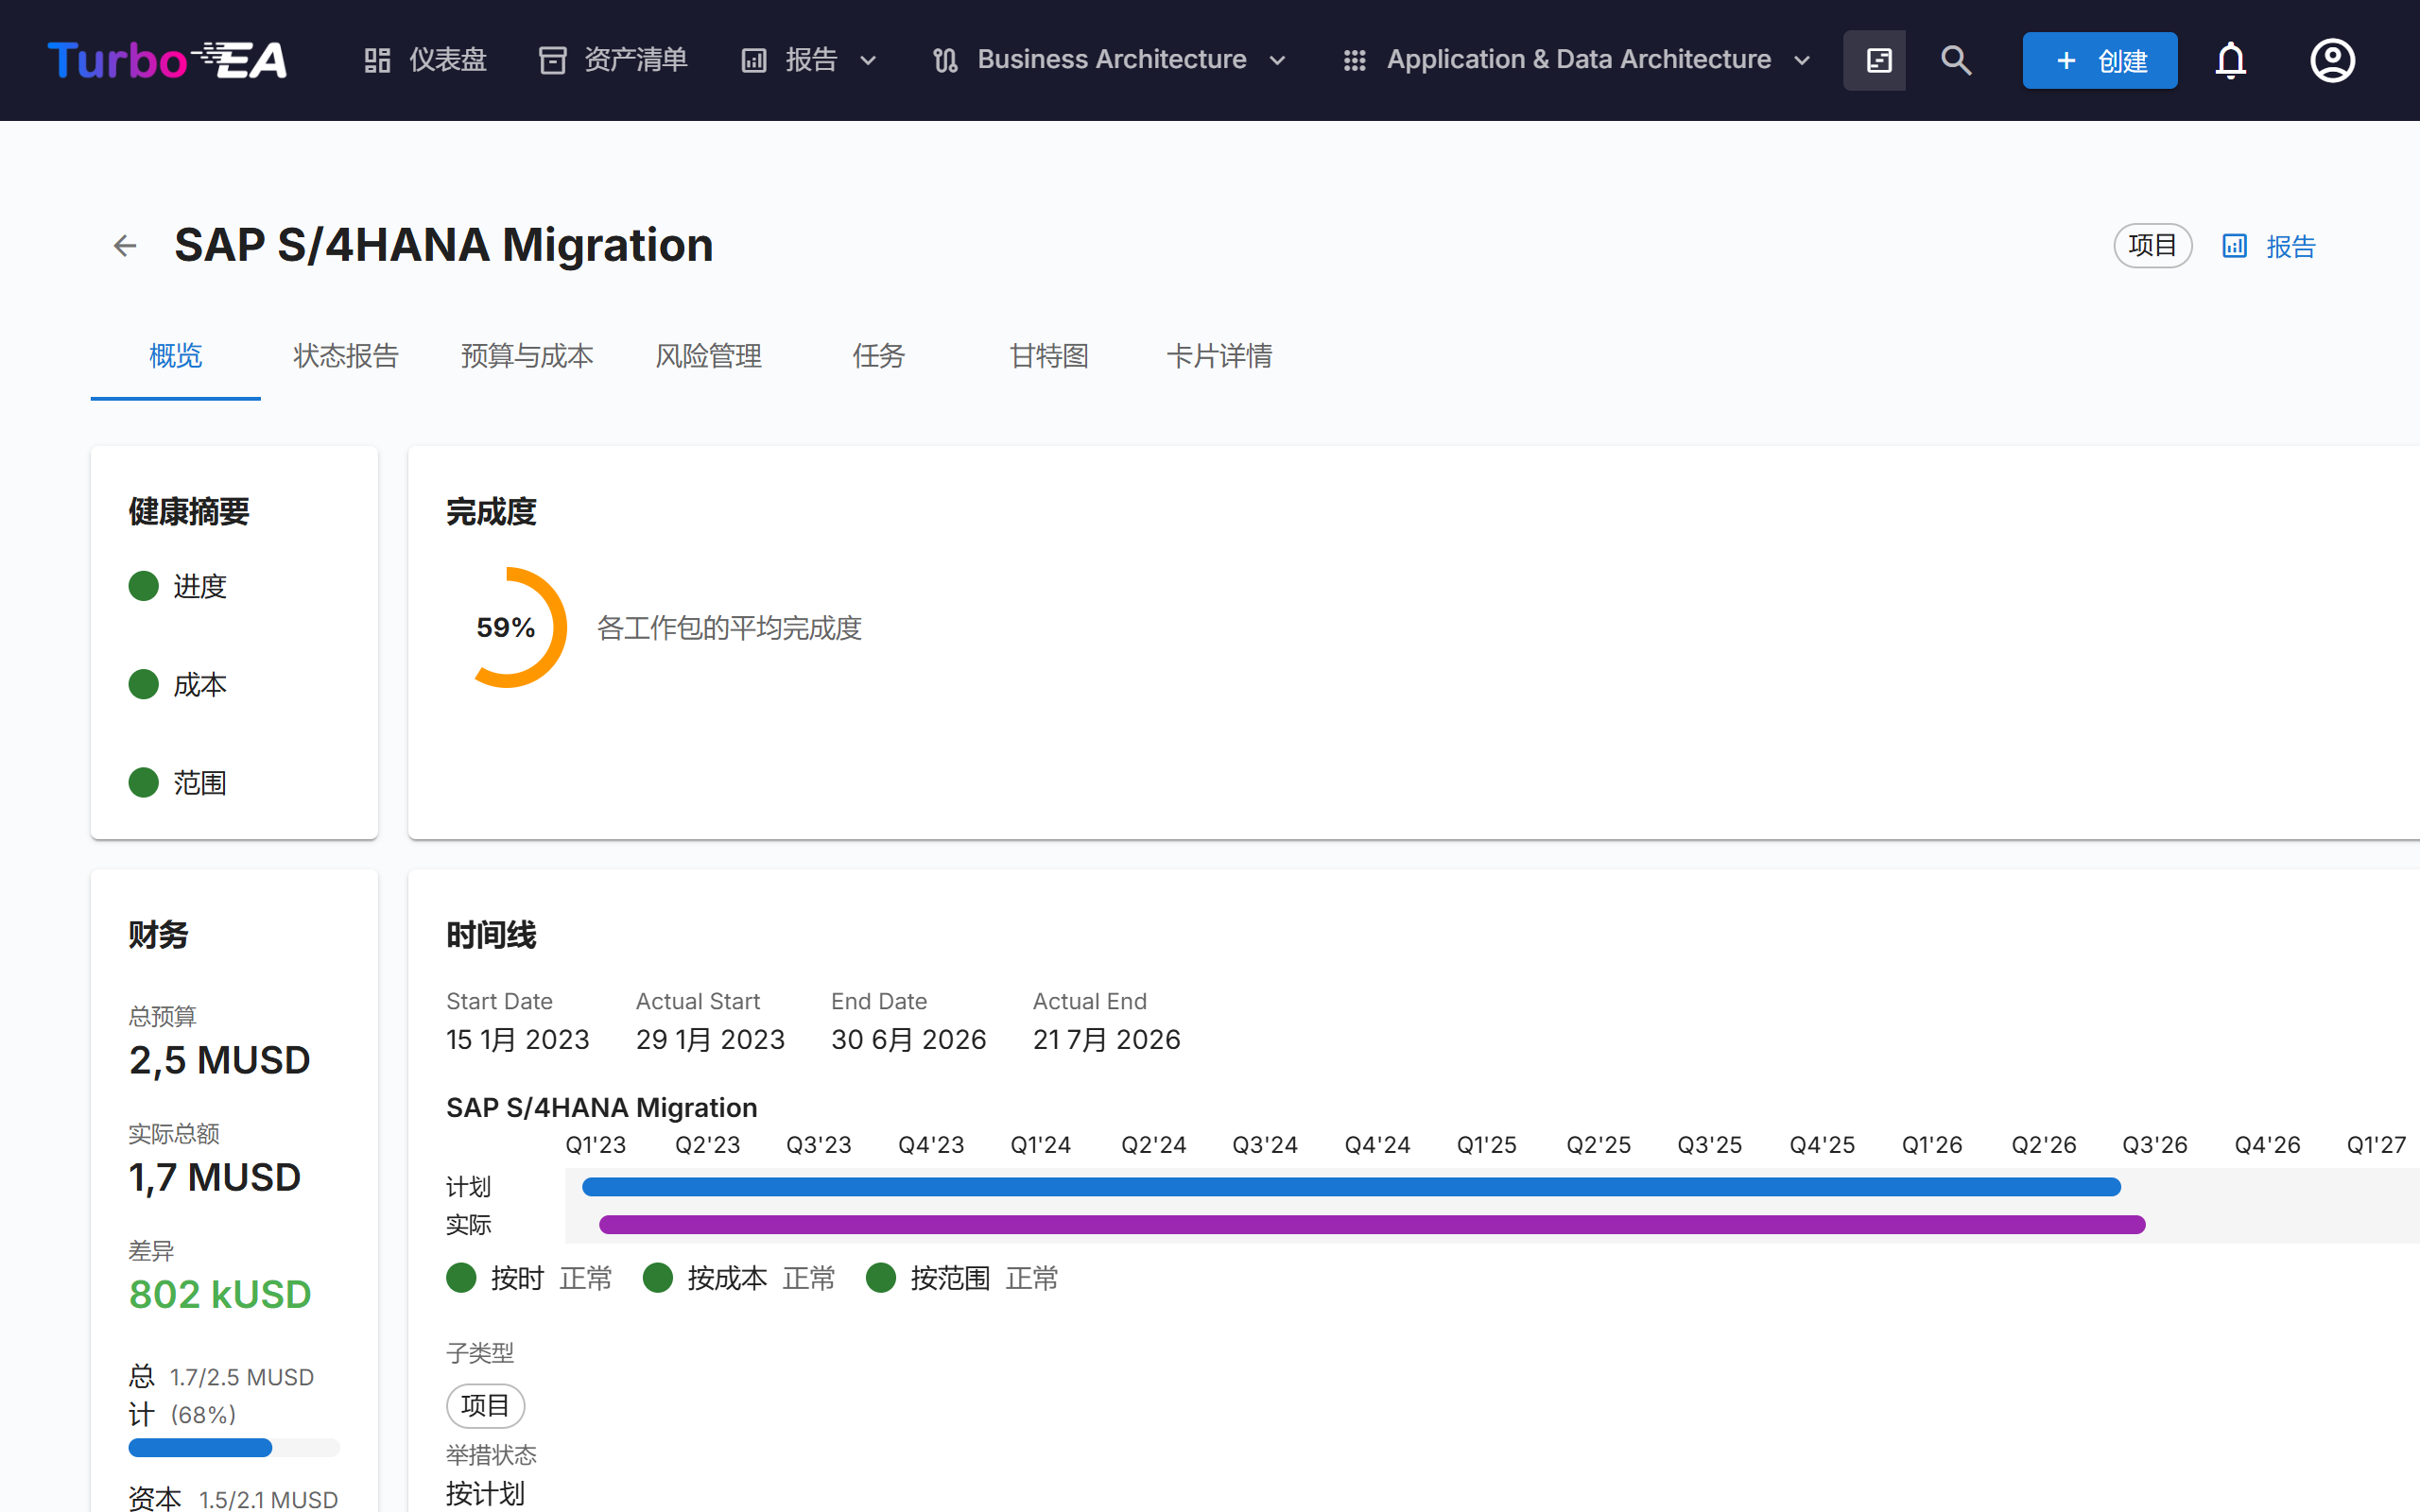 Turbo EA
仪表盘
资产清单
报告
Business Architecture
Application & Data Architecture
创建
SAP S/4HANA Migration
项目
报告
概览
状态报告
预算与成本
风险管理
任务
甘特图
卡片详情
健康摘要
进度
成本
范围
完成度
59%
各工作包的平均完成度
财务
总预算
2,5 MUSD
实际总额
1,7 MUSD
差异
802 kUSD
总计 1.7/2.5 MUSD (68%)
资本 1.5/2.1 MUSD
时间线
Start Date Actual Start End Date Actual End
15 1月 2023 29 1月 2023 30 6月 2026 21 7月 2026
SAP S/4HANA Migration
Q1'23 Q2'23 Q3'23 Q4'23 Q1'24 Q2'24 Q3'24 Q4'24 Q1'25 Q2'25 Q3'25 Q4'25 Q1'26 Q2'26 Q3'26 Q4'26 Q1'27
计划
实际
按时 正常 按成本 正常 按范围 正常
子类型
项目
举措状态
按计划